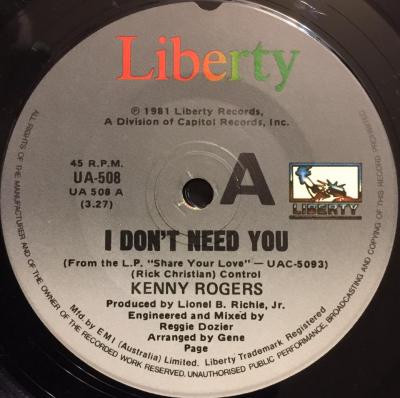 Liberty
℗ 1981 Liberty Records,
A Division of Capitol Records, Inc.
45 R.P.M.
UA-508
UA 508 A
(3.27)
A
LIBERTY
I DON'T NEED YOU
(From the L.P. "Share Your Love" — UAC-5093)
(Rick Christian) Control
KENNY ROGERS
Produced by Lionel B. Richie, Jr.
Engineered and Mixed by
Reggie Dozier
Arranged by Gene
Page
Mfd. by EMI (Australia) Limited. Liberty Trademark Registered
ALL RIGHTS OF THE MANUFACTURER AND OF THE OWNER OF THE RECORDED WORK RESERVED. UNAUTHORISED PUBLIC PERFORMANCE, BROADCASTING AND COPYING OF THIS RECORD PROHIBITED